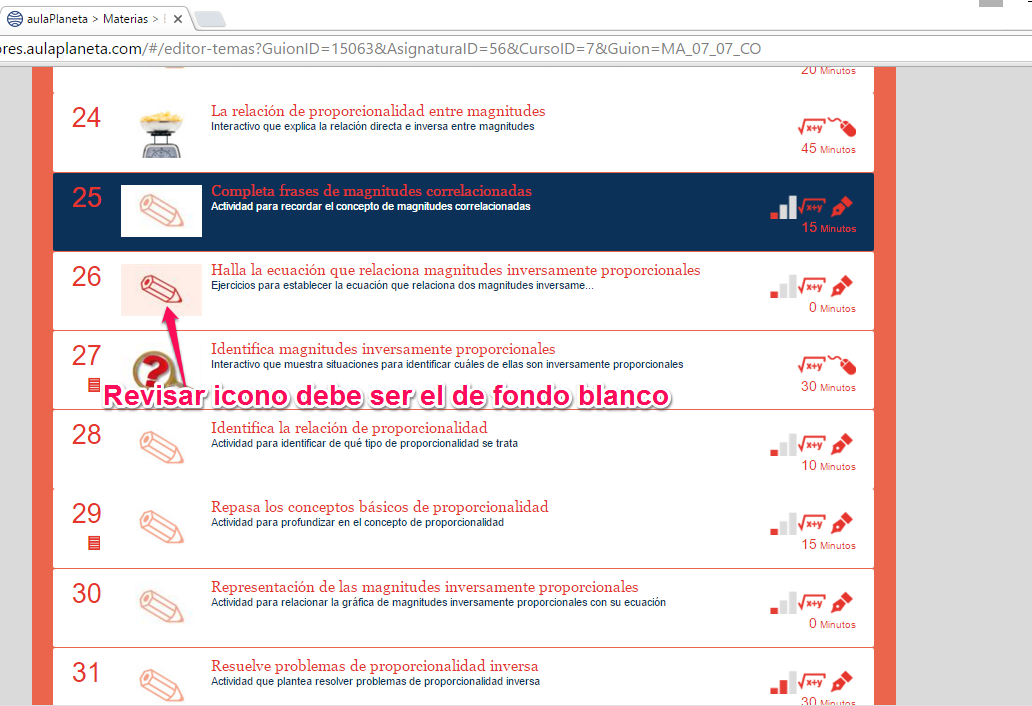 aulaPlaneta > Materias >
ores.aulaplaneta.com/#/editor-temas?GuionID=15063&AsignaturaID=56&CursoID=7&Guion=MA_07_07_CO
20 Minutos
24
La relación de proporcionalidad entre magnitudes
Interactivo que explica la relación directa e inversa entre magnitudes
√x+y
45 Minutos
25
Completa frases de magnitudes correlacionadas
Actividad para recordar el concepto de magnitudes correlacionadas
√x+y
15 Minutos
26
Halla la ecuación que relaciona magnitudes inversamente proporcionales
Ejercicios para establecer la ecuación que relaciona dos magnitudes inversame...
√x+y
0 Minutos
27
Identifica magnitudes inversamente proporcionales
Interactivo que muestra situaciones para identificar cuáles de ellas son inversamente proporcionales
?
√x+y
30 Minutos
Revisar icono debe ser el de fondo blanco
28
Identifica la relación de proporcionalidad
Actividad para identificar de qué tipo de proporcionalidad se trata
√x+y
10 Minutos
29
Repasa los conceptos básicos de proporcionalidad
Actividad para profundizar en el concepto de proporcionalidad
√x+y
15 Minutos
30
Representación de las magnitudes inversamente proporcionales
Actividad para relacionar la gráfica de magnitudes inversamente proporcionales con su ecuación
√x+y
0 Minutos
31
Resuelve problemas de proporcionalidad inversa
Actividad que plantea resolver problemas de proporcionalidad inversa
√x+y
30 Minutos